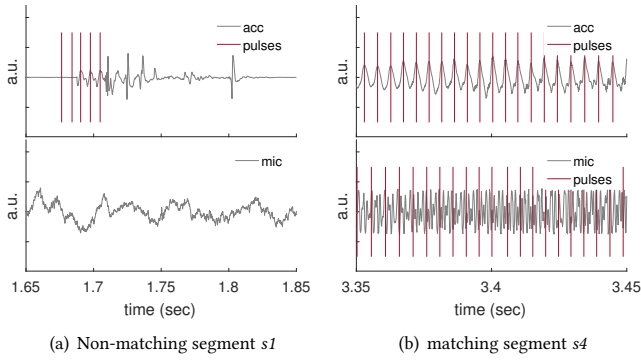 acc
pulses
a.u.
mic
a.u.
1.65 1.7 1.75 1.8 1.85
time (sec)
(a) Non-matching segment s1
acc
pulses
a.u.
mic
pulses
a.u.
3.35 3.4 3.45
time (sec)
(b) matching segment s4